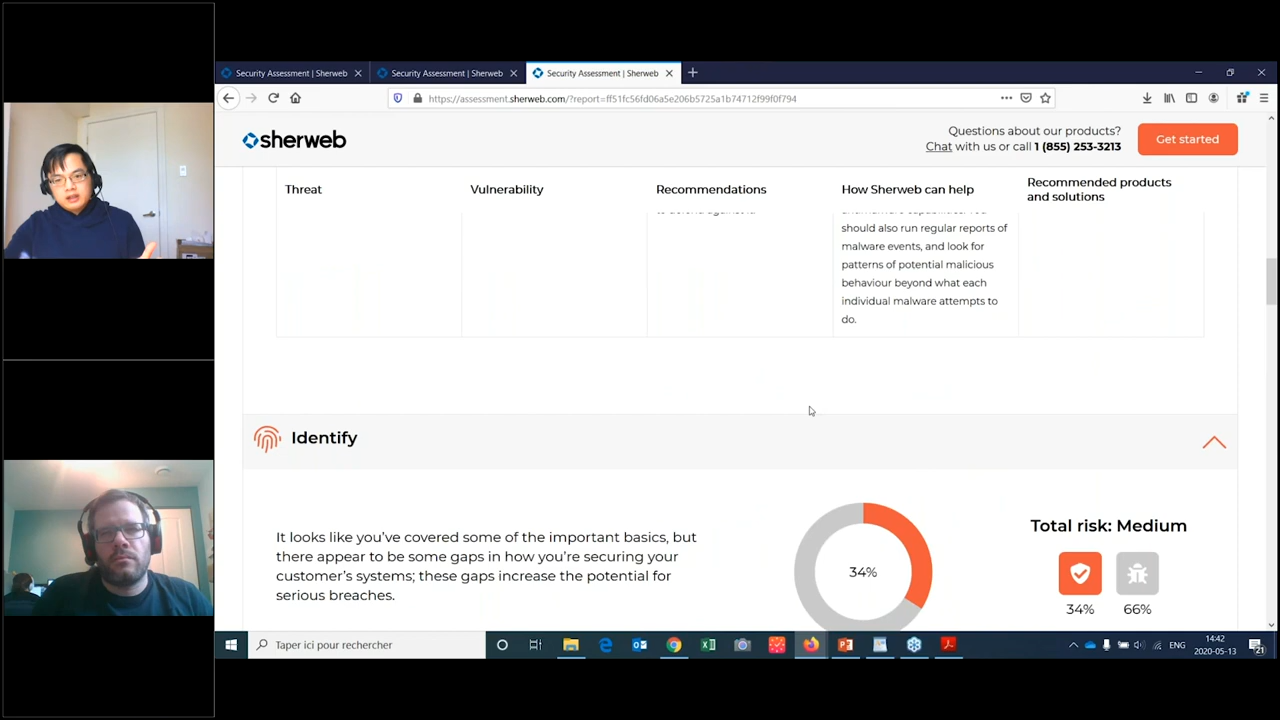 Security Assessment | Sherweb
Security Assessment | Sherweb
Security Assessment | Sherweb
https://assessment.sherweb.com/?report=ff51fc56fd06a5e206b5725a1b74712f99f0f794
sherweb
Questions about our products?
Chat with us or call 1 (855) 253-3213
Get started
Threat
Vulnerability
Recommendations
How Sherweb can help
Recommended products
and solutions
should also run regular reports of
malware events, and look for
patterns of potential malicious
behaviour beyond what each
individual malware attempts to
do.
Identify
It looks like you've covered some of the important basics, but
there appear to be some gaps in how you're securing your
customer's systems; these gaps increase the potential for
serious breaches.
34%
Total risk: Medium
34%
66%
Taper ici pour rechercher
ENG
14:42
2020-05-13
21